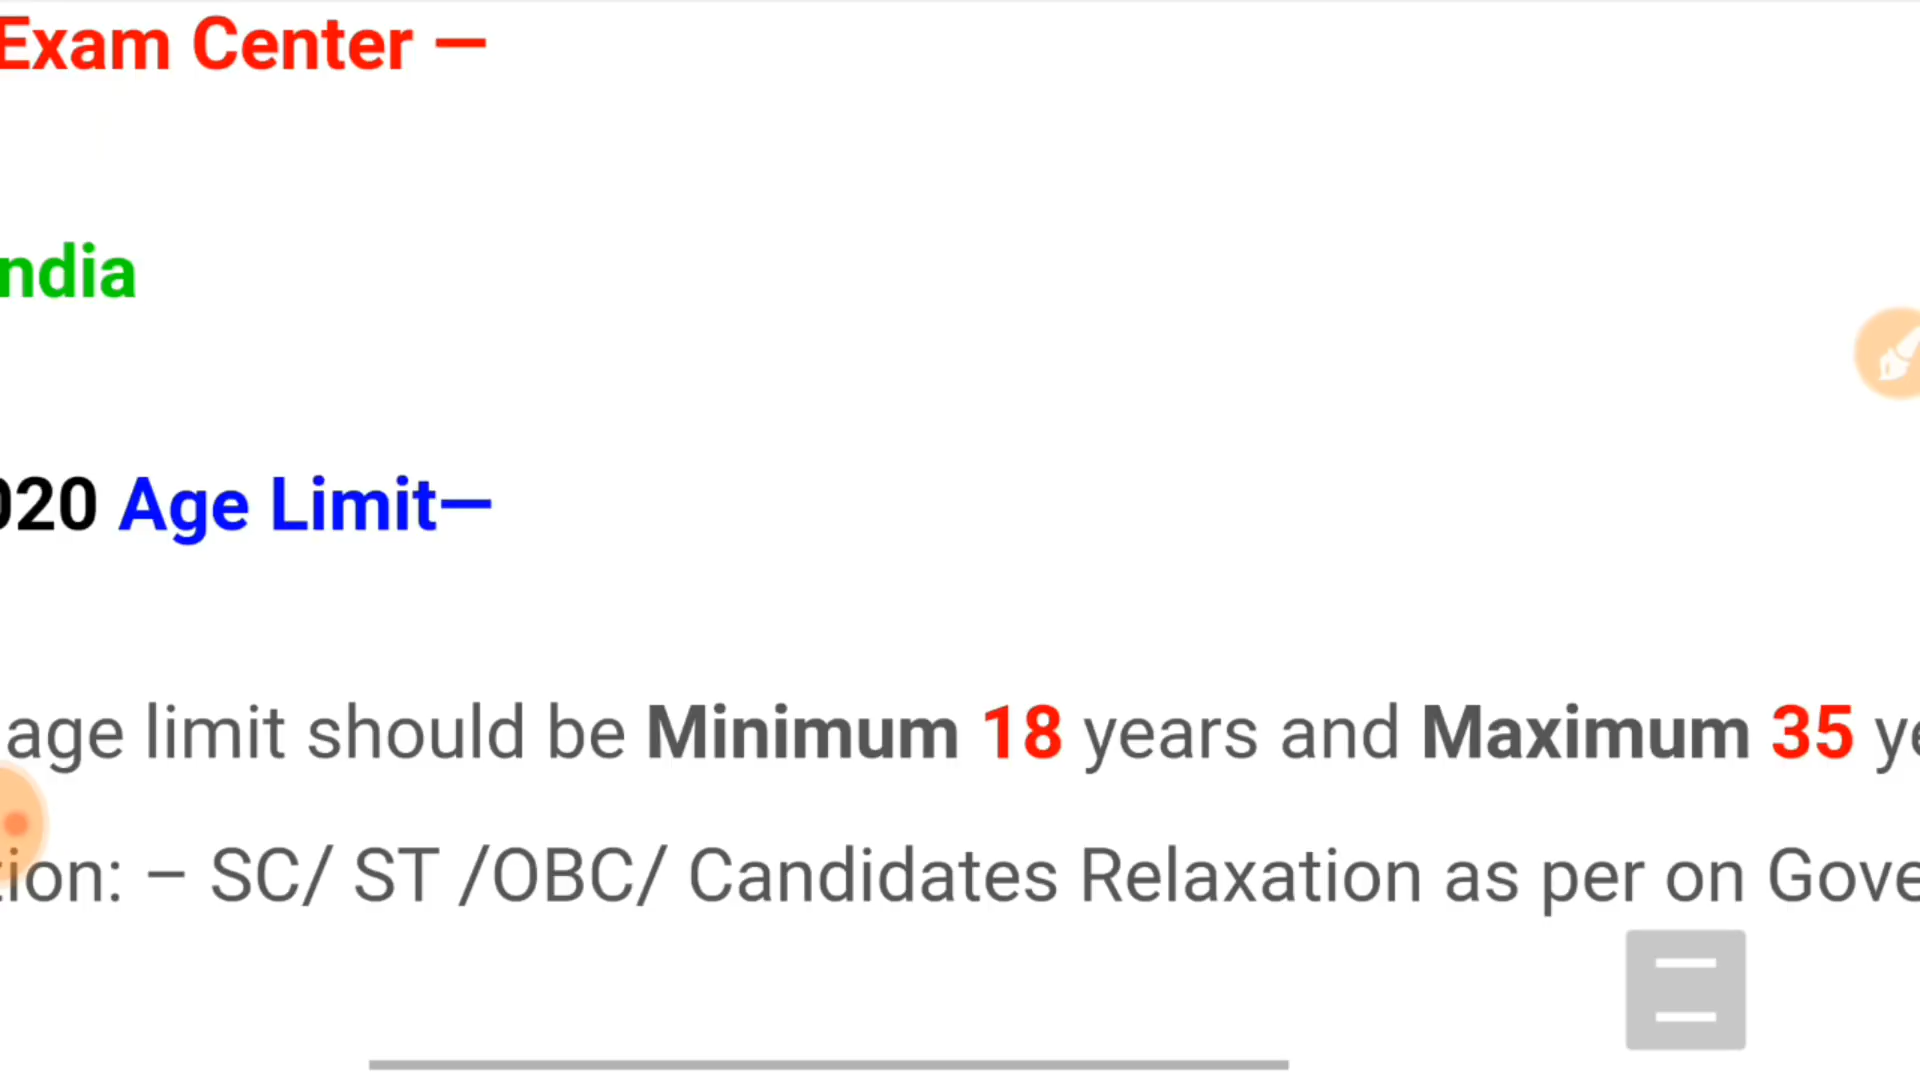 Exam Center –
ndia
020 Age Limit–
age limit should be Minimum 18 years and Maximum 35 ye
tion: – SC/ ST /OBC/ Candidates Relaxation as per on Gove